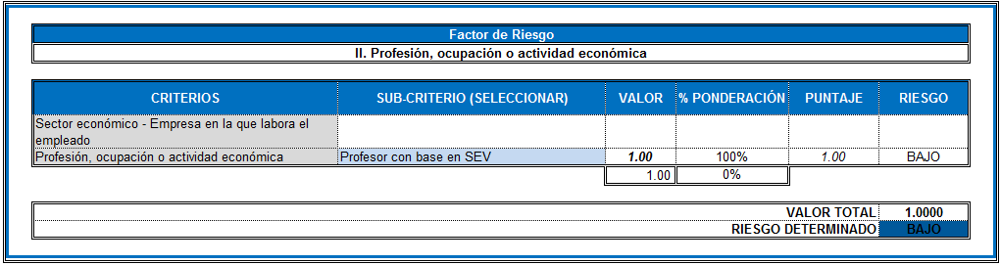 Factor de Riesgo
II. Profesión, ocupación o actividad económica
CRITERIOS SUB-CRITERIO (SELECCIONAR) VALOR % PONDERACIÓN PUNTAJE RIESGO
Sector económico - Empresa en la que labora el
empleado
Profesión, ocupación o actividad económica Profesor con base en SEV 1.00 100% 1.00 BAJO
1.00 0%
VALOR TOTAL 1.0000
RIESGO DETERMINADO BAJO